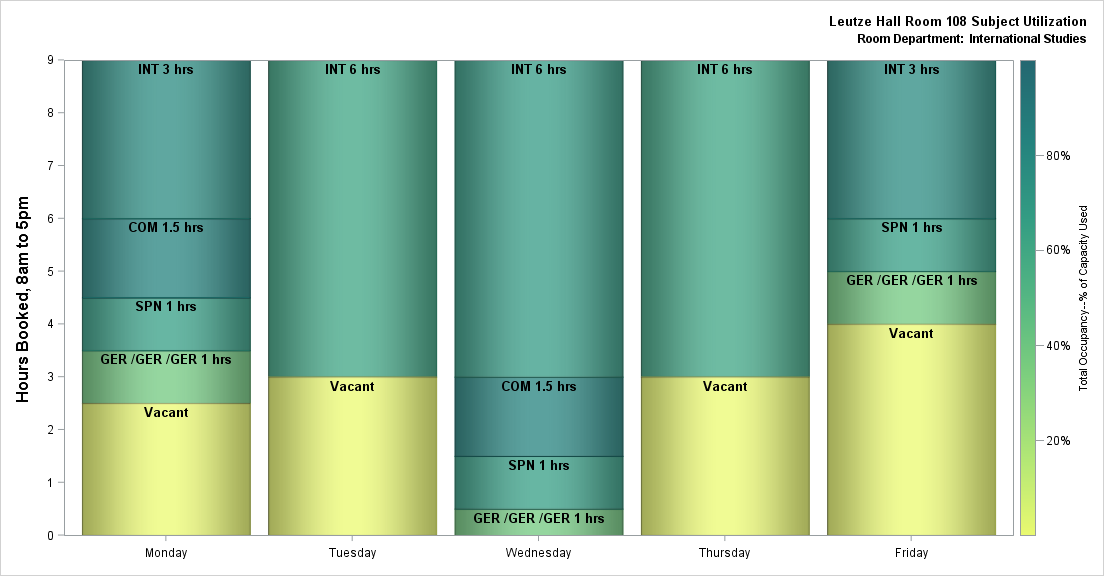 Leutze Hall Room 108 Subject Utilization
Room Department: International Studies
Hours Booked, 8am to 5pm
9
8
7
6
5
4
3
2
1
0
INT 3 hrs
COM 1.5 hrs
SPN 1 hrs
GER /GER /GER 1 hrs
Vacant
INT 6 hrs
Vacant
INT 6 hrs
COM 1.5 hrs
SPN 1 hrs
GER /GER /GER 1 hrs
INT 6 hrs
Vacant
INT 3 hrs
SPN 1 hrs
GER /GER /GER 1 hrs
Vacant
Monday
Tuesday
Wednesday
Thursday
Friday
80%
60%
40%
20%
Total Occupancy--% of Capacity Used